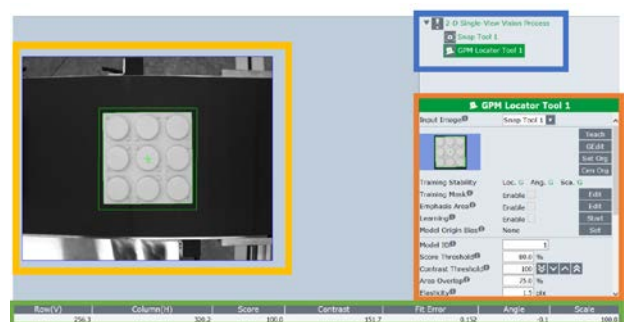 2-D Single-View Vision Process
Snap Tool 1
GPM Locator Tool 1
GPM Locator Tool 1
Input Image Snap Tool 1
Teach
GEdit
Set Org
Cen Org
Training Stability Loc. G Ang. G Sca. G
Training Mask Enable Edit
Emphasis Area Enable Edit
Learning Enable Start
Model Origin Bias None Set
Model ID 1
Score Threshold 80.0 %
Contrast Threshold 100
Area Overlap 75.0 %
Elasticity 1.5 pix
Row(V) Column(H) Score Contrast Fit Error Angle Scale
256.3 320.2 100.0 151.7 0.152 -0.1 100.0